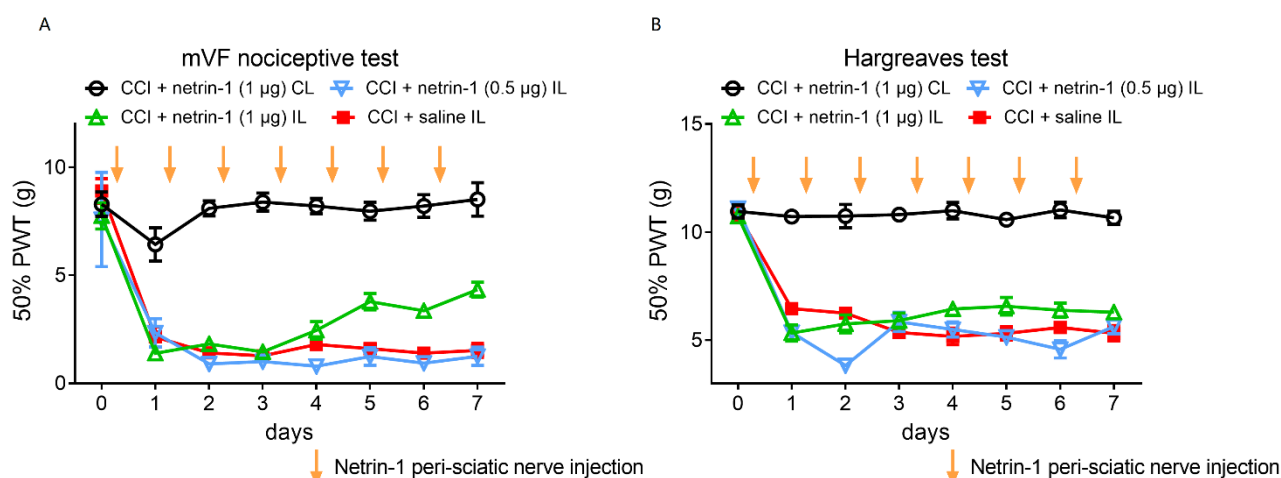 A
mVF nociceptive test
CCI + netrin-1 (1 µg) CL
CCI + netrin-1 (0.5 µg) IL
CCI + netrin-1 (1 µg) IL
CCI + saline IL
50% PWT (g)
10
5
0
0 1 2 3 4 5 6 7
days
Netrin-1 peri-sciatic nerve injection
B
Hargreaves test
CCI + netrin-1 (1 µg) CL
CCI + netrin-1 (0.5 µg) IL
CCI + netrin-1 (1 µg) IL
CCI + saline IL
50% PWT (g)
15
10
5
0 1 2 3 4 5 6 7
days
Netrin-1 peri-sciatic nerve injection